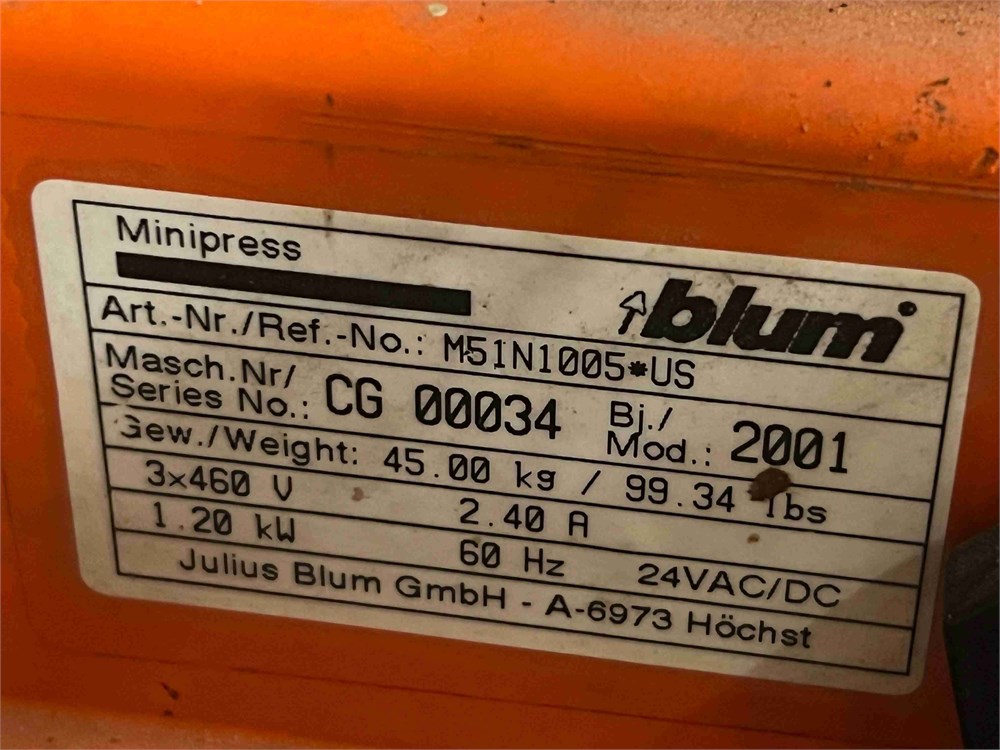 Minipress
blum
Art.-Nr./Ref.-No.: M51N1005*US
Masch.Nr/
Series No.: CG 00034 Bj./
Mod.: 2001
Gew./Weight: 45.00 kg / 99.34 lbs
3x460 V 2.40 A
1.20 kW 60 Hz 24VAC/DC
Julius Blum GmbH - A-6973 Höchst